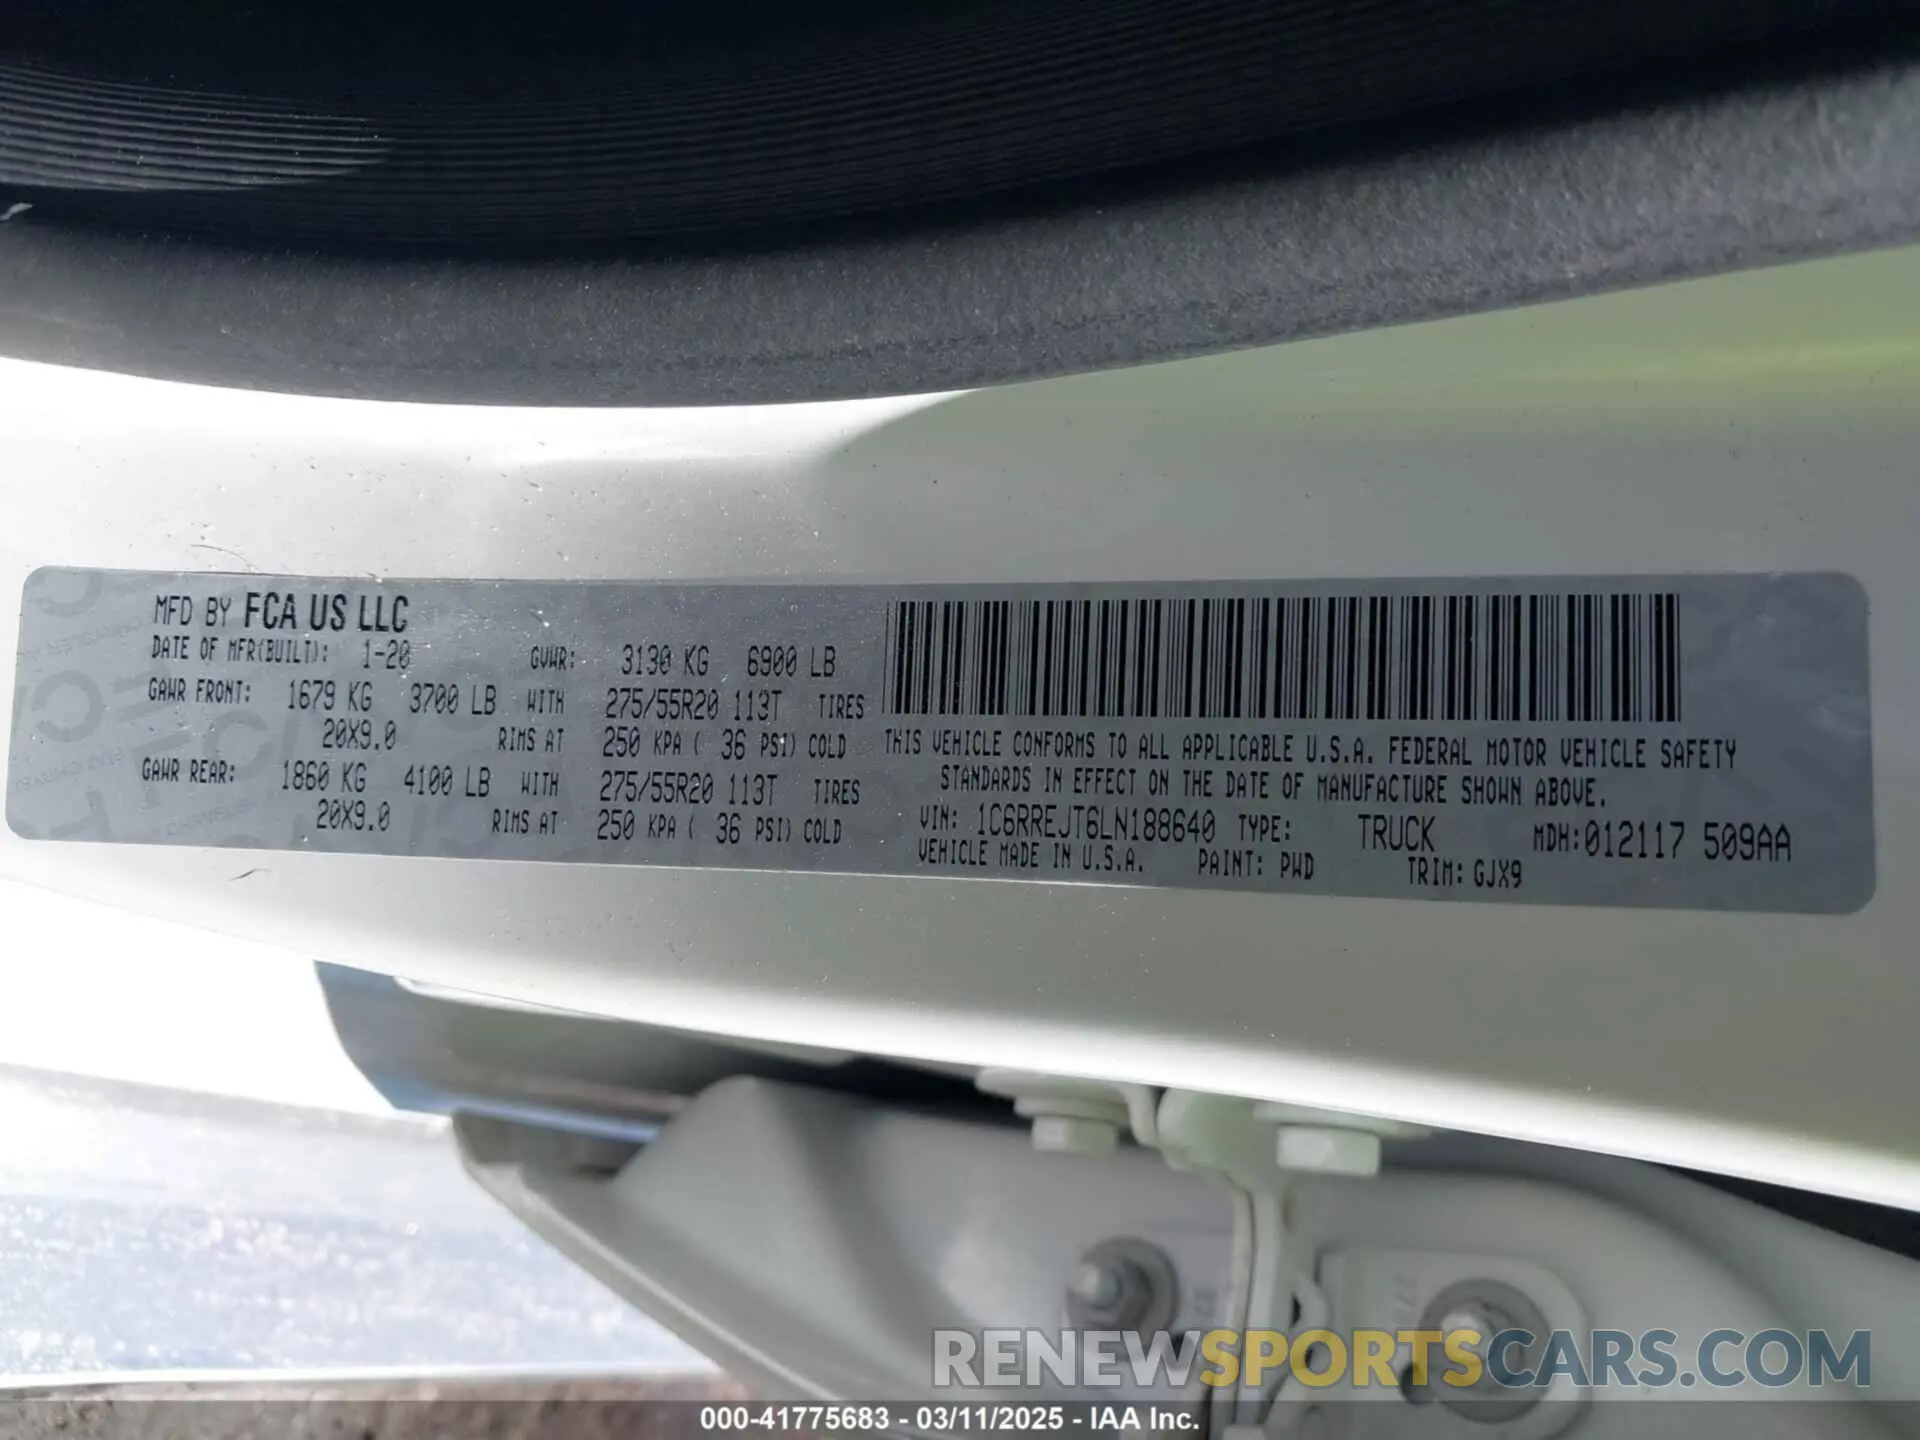 MFD BY FCA US LLC
DATE OF MFR(BUILT): 1-20 GVWR: 3130 KG 6900 LB
GAWR FRONT: 1679 KG 3700 LB WITH 275/55R20 113T TIRES
20X9.0 RIMS AT 250 KPA ( 36 PSI) COLD
GAWR REAR: 1860 KG 4100 LB WITH 275/55R20 113T TIRES
20X9.0 RIMS AT 250 KPA ( 36 PSI) COLD
THIS VEHICLE CONFORMS TO ALL APPLICABLE U.S.A. FEDERAL MOTOR VEHICLE SAFETY
STANDARDS IN EFFECT ON THE DATE OF MANUFACTURE SHOWN ABOVE.
VIN: 1C6RREJT6LN188640 TYPE: TRUCK MDH:012117 509AA
VEHICLE MADE IN U.S.A. PAINT: PWD TRIM: GJX9
RENEWSPORTSCARS.COM
000-41775683 - 03/11/2025 - IAA Inc.